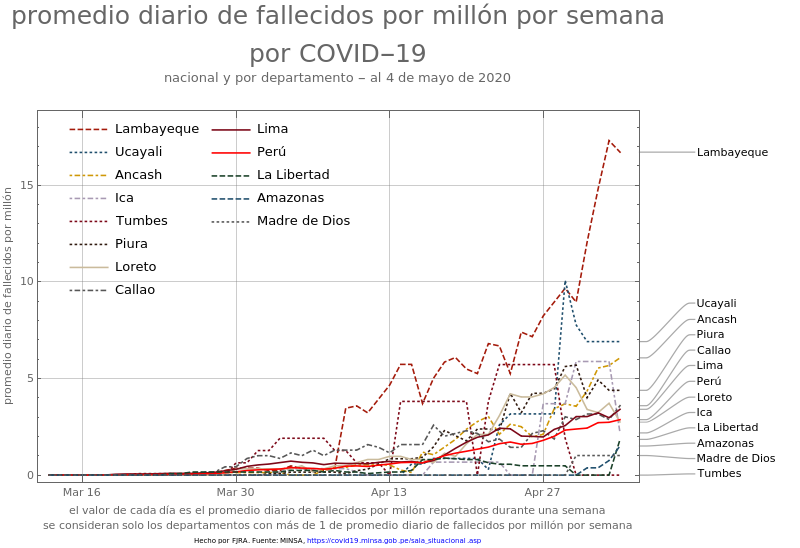 promedio diario de fallecidos por millón por semana
por COVID−19
nacional y por departamento − al 4 de mayo de 2020
promedio diario de fallecidos por millón
15
10
5
0
Lambayeque
Ucayali
Ancash
Ica
Tumbes
Piura
Loreto
Callao
Lima
Perú
La Libertad
Amazonas
Madre de Dios
Lambayeque
Ucayali
Ancash
Piura
Callao
Lima
Perú
Loreto
Ica
La Libertad
Amazonas
Madre de Dios
Tumbes
Mar 16
Mar 30
Apr 13
Apr 27
el valor de cada día es el promedio diario de fallecidos por millón reportados durante una semana
se consideran solo los departamentos con más de 1 de promedio diario de fallecidos por millón por semana
Hecho por FJRA. Fuente: MINSA, https://covid19.minsa.gob.pe/sala_situacional .asp